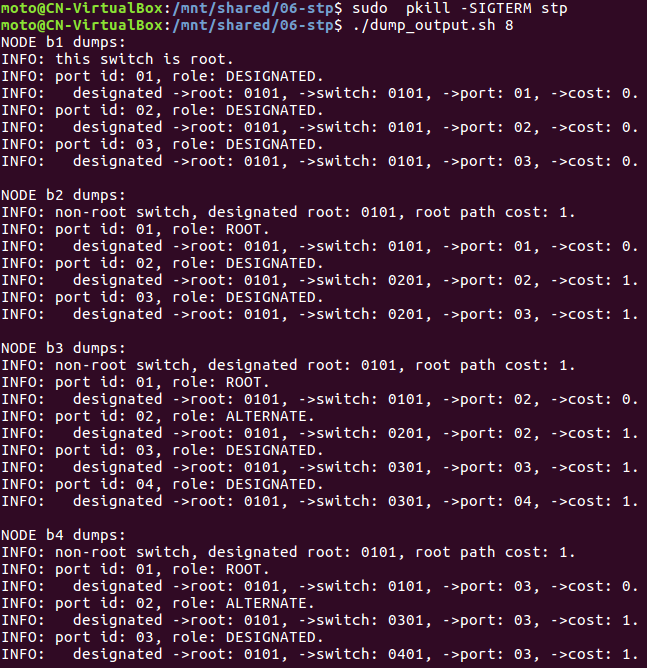 moto@CN-VirtualBox:/mnt/shared/06-stp$ sudo  pkill -SIGTERM stp
moto@CN-VirtualBox:/mnt/shared/06-stp$ ./dump_output.sh 8
NODE b1 dumps:
INFO: this switch is root.
INFO: port id: 01, role: DESIGNATED.
INFO:   designated ->root: 0101, ->switch: 0101, ->port: 01, ->cost: 0.
INFO: port id: 02, role: DESIGNATED.
INFO:   designated ->root: 0101, ->switch: 0101, ->port: 02, ->cost: 0.
INFO: port id: 03, role: DESIGNATED.
INFO:   designated ->root: 0101, ->switch: 0101, ->port: 03, ->cost: 0.

NODE b2 dumps:
INFO: non-root switch, designated root: 0101, root path cost: 1.
INFO: port id: 01, role: ROOT.
INFO:   designated ->root: 0101, ->switch: 0101, ->port: 01, ->cost: 0.
INFO: port id: 02, role: DESIGNATED.
INFO:   designated ->root: 0101, ->switch: 0201, ->port: 02, ->cost: 1.
INFO: port id: 03, role: DESIGNATED.
INFO:   designated ->root: 0101, ->switch: 0201, ->port: 03, ->cost: 1.

NODE b3 dumps:
INFO: non-root switch, designated root: 0101, root path cost: 1.
INFO: port id: 01, role: ROOT.
INFO:   designated ->root: 0101, ->switch: 0101, ->port: 02, ->cost: 0.
INFO: port id: 02, role: ALTERNATE.
INFO:   designated ->root: 0101, ->switch: 0201, ->port: 02, ->cost: 1.
INFO: port id: 03, role: DESIGNATED.
INFO:   designated ->root: 0101, ->switch: 0301, ->port: 03, ->cost: 1.
INFO: port id: 04, role: DESIGNATED.
INFO:   designated ->root: 0101, ->switch: 0301, ->port: 04, ->cost: 1.

NODE b4 dumps:
INFO: non-root switch, designated root: 0101, root path cost: 1.
INFO: port id: 01, role: ROOT.
INFO:   designated ->root: 0101, ->switch: 0101, ->port: 03, ->cost: 0.
INFO: port id: 02, role: ALTERNATE.
INFO:   designated ->root: 0101, ->switch: 0301, ->port: 03, ->cost: 1.
INFO: port id: 03, role: DESIGNATED.
INFO:   designated ->root: 0101, ->switch: 0401, ->port: 03, ->cost: 1.